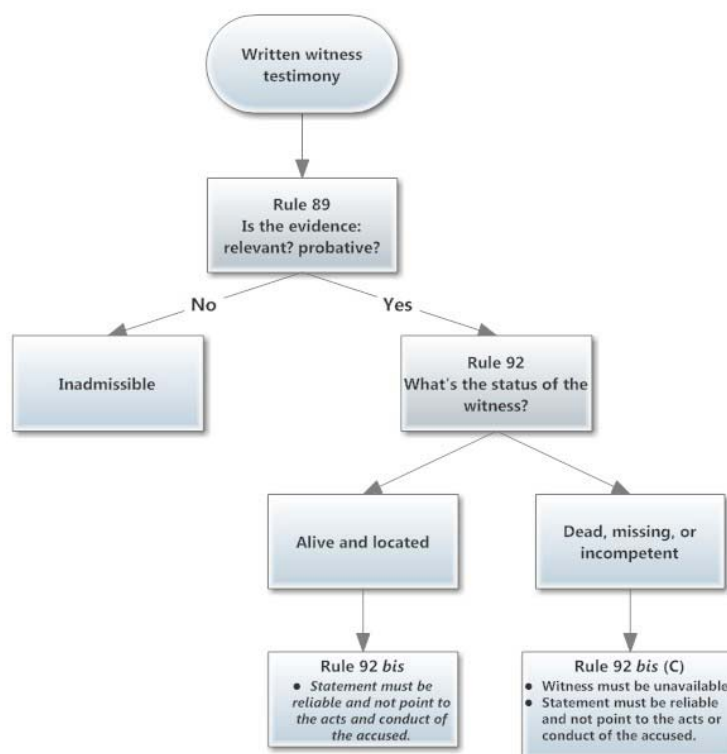 Written witness
testimony
Rule 89
Is the evidence:
relevant? probative?
No
Yes
Inadmissible
Rule 92
What's the status of the
witness?
Alive and located
Dead, missing, or
incompetent
Rule 92 bis
● Statement must be
reliable and not point to
the acts and conduct of
the accused.
Rule 92 bis (C)
● Witness must be unavailable
● Statement must be reliable
and not point to the acts or
conduct of the accused.